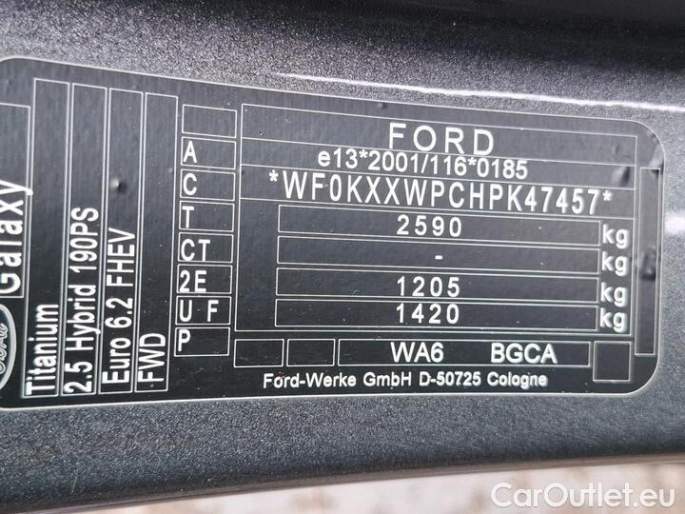 Galaxy
Titanium
2.5 Hybrid 190PS
Euro 6.2 FHEV
FWD
A
C
T
CT
2E
U F
P
FORD
e13*2001/116*0185
*WF0KXXWPCHPK47457*
2590 kg
- kg
1205 kg
1420 kg
WA6 BGCA
Ford-Werke GmbH D-50725 Cologne
CarOutlet.eu